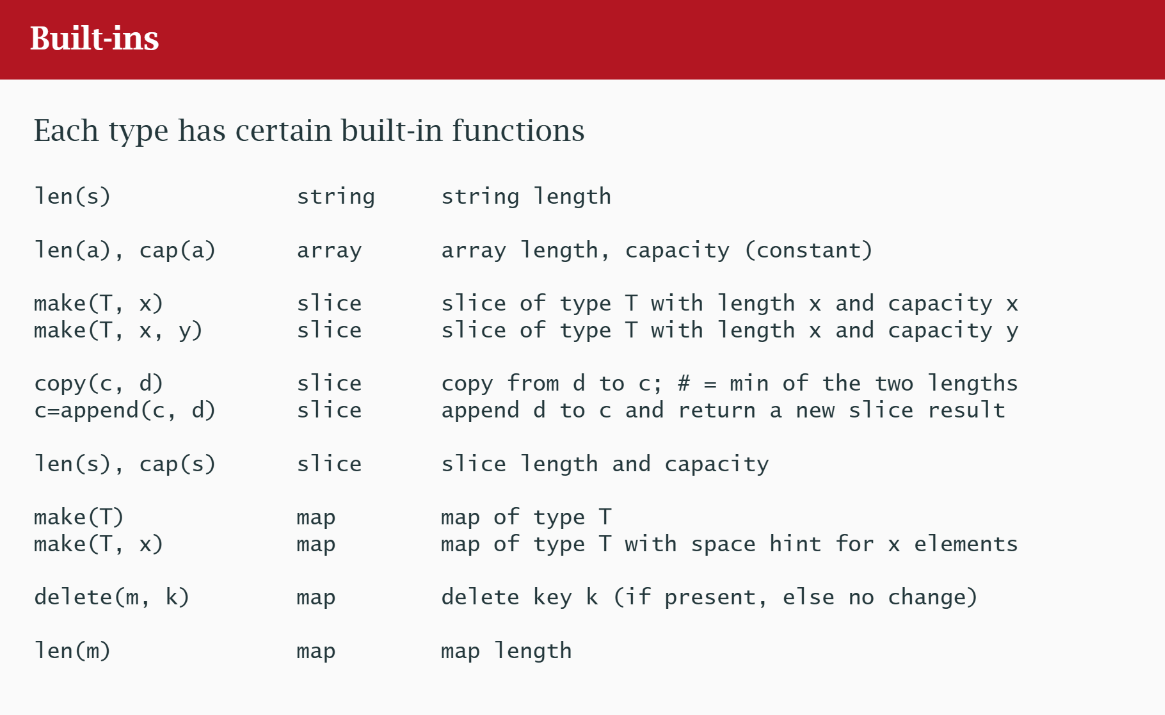 Built-ins
Each type has certain built-in functions
len(s) string string length
len(a), cap(a) array array length, capacity (constant)
make(T, x) slice slice of type T with length x and capacity x
make(T, x, y) slice slice of type T with length x and capacity y
copy(c, d) slice copy from d to c; # = min of the two lengths
c=append(c, d) slice append d to c and return a new slice result
len(s), cap(s) slice slice length and capacity
make(T) map map of type T
make(T, x) map map of type T with space hint for x elements
delete(m, k) map delete key k (if present, else no change)
len(m) map map length